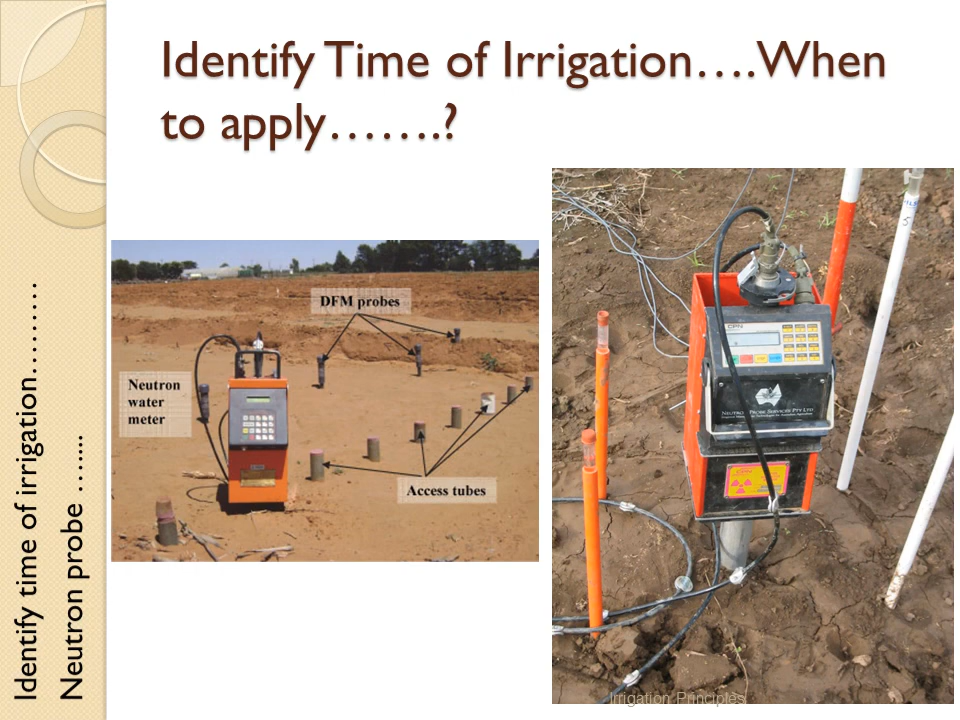 Identify Time of Irrigation….When
to apply…….?
Identify time of irrigation……….
Neutron probe …....
DFM probes
Neutron
water
meter
Access tubes
CPN
Irrigation Principles